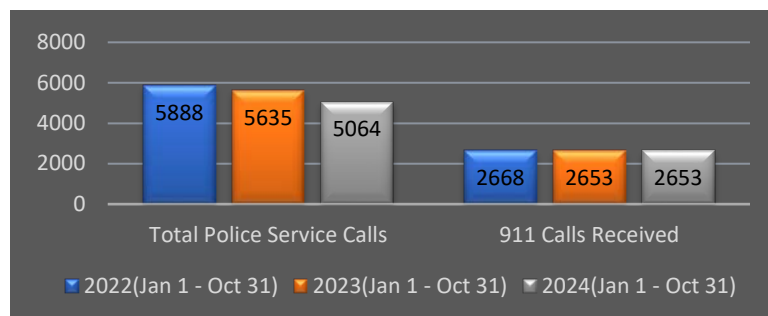 8000
6000
4000
2000
0
5888
5635
5064
2668
2653
2653
Total Police Service Calls
911 Calls Received
2022(Jan 1 - Oct 31)
2023(Jan 1 - Oct 31)
2024(Jan 1 - Oct 31)